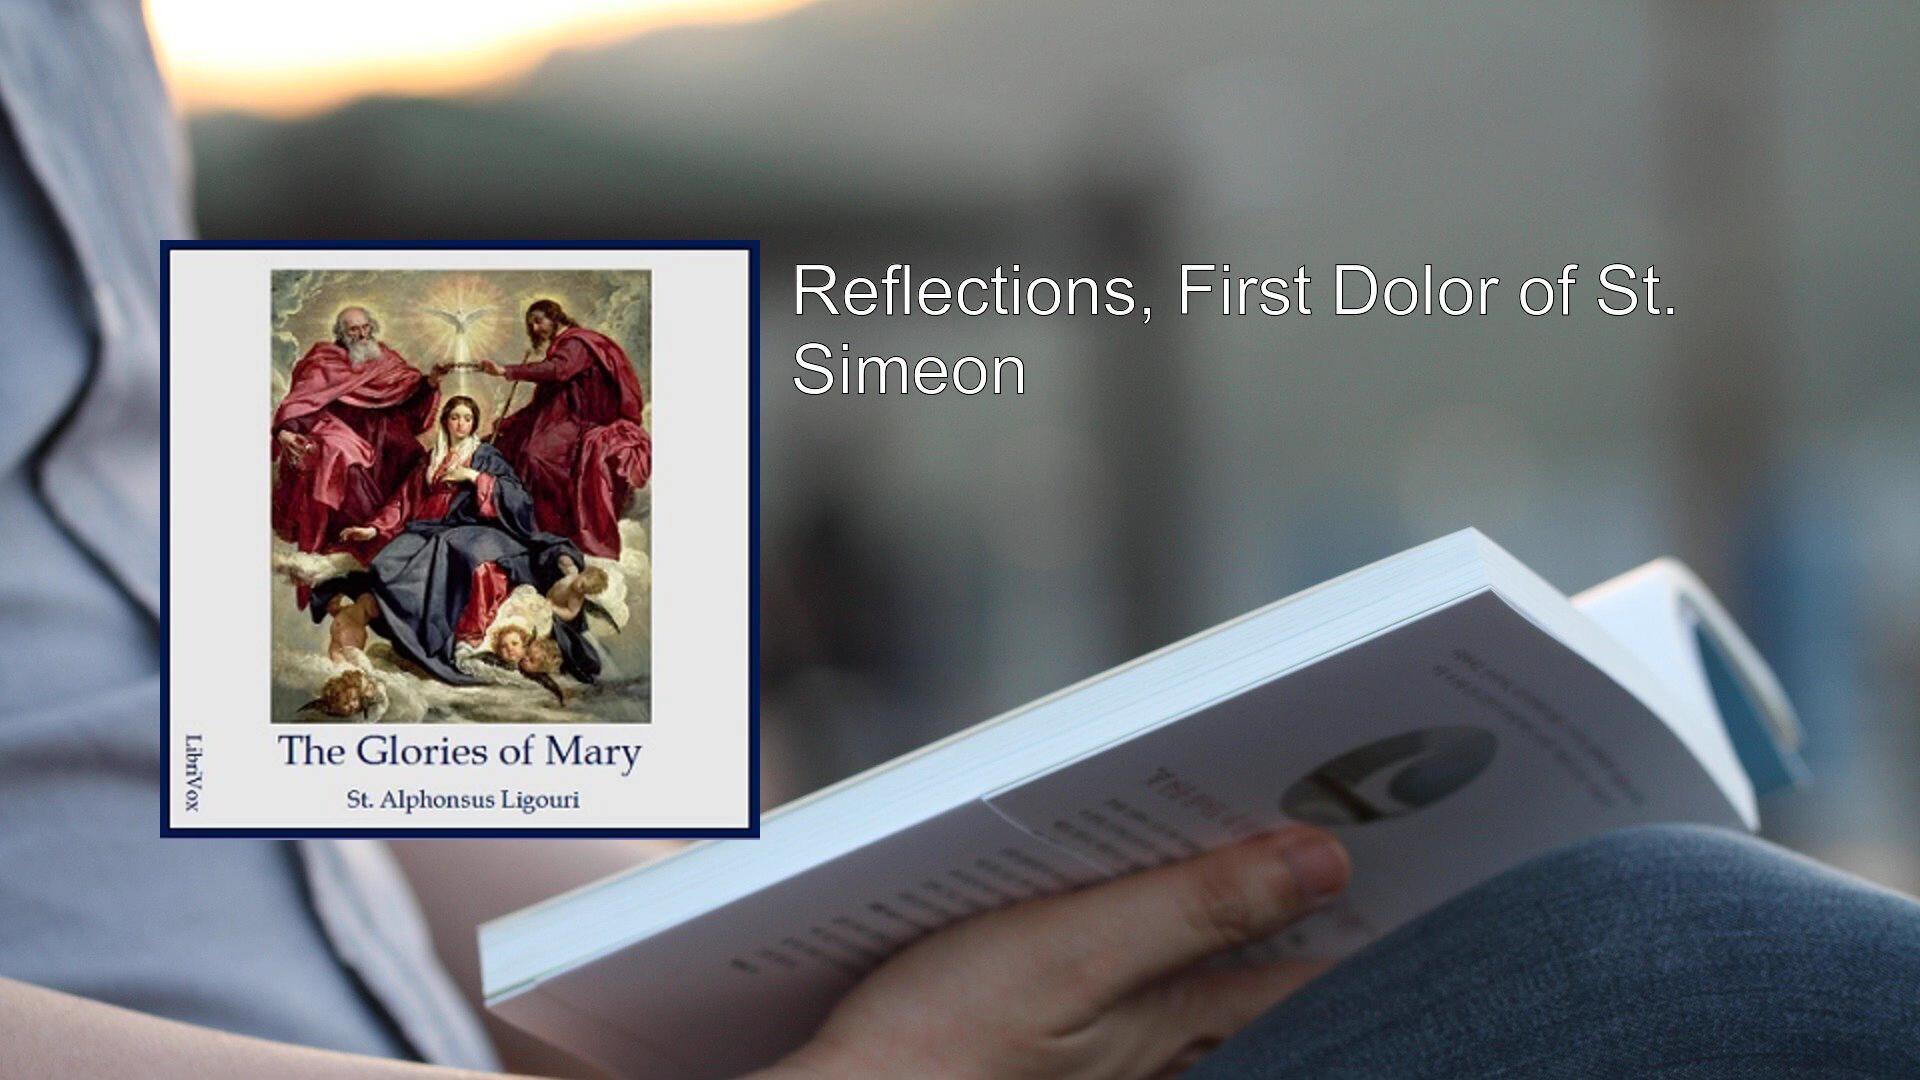 Reflections, First Dolor of St.
Simeon
The Glories of Mary
St. Alphonsus Ligouri
LibriVox